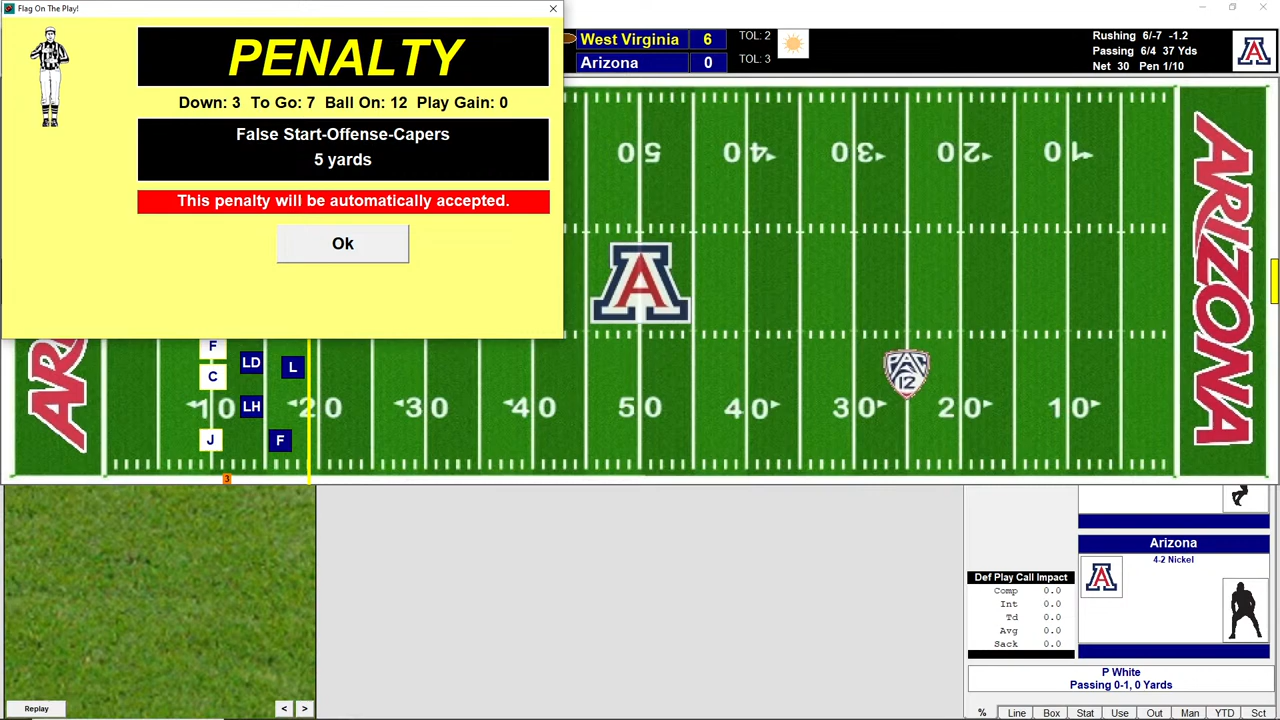 Flag On The Play!
PENALTY
Down: 3 To Go: 7 Ball On: 12 Play Gain: 0
False Start-Offense-Capers
5 yards
This penalty will be automatically accepted.
Ok
West Virginia 6
Arizona 0
TOL: 2
TOL: 3
Rushing 6/-7 -1.2
Passing 6/4 37 Yds
Net 30 Pen 1/10
A
50 40 30 20 10
A
ARIZONA
PAC
12
AR
F
C
J
LD
LH
L
F
10 20 30 40 50 40 30 20 10
3
Arizona
4-2 Nickel
A
Def Play Call Impact
Comp 0.0
Int 0.0
Td 0.0
Avg 0.0
Sack 0.0
P White
Passing 0-1, 0 Yards
Replay
< >
% Line Box Stat Use Out Man YTD Sct